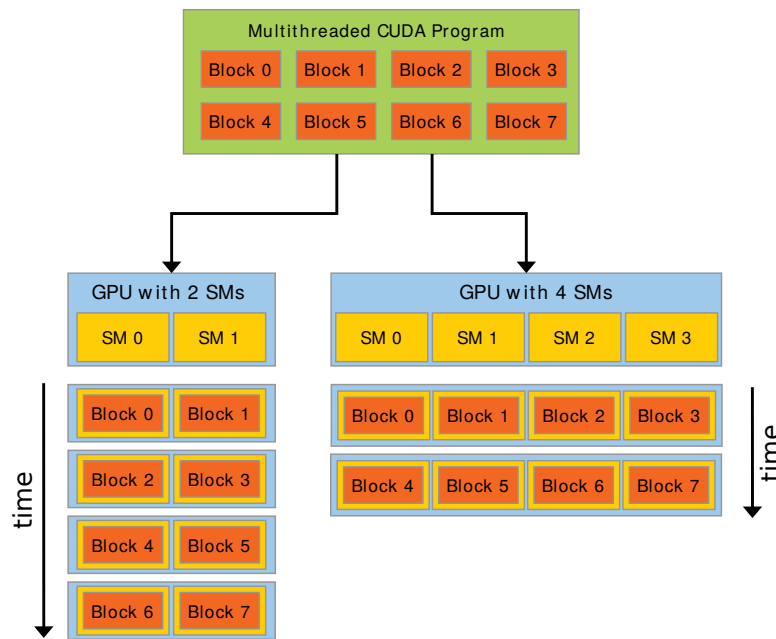 Multithreaded CUDA Program
Block 0 Block 1 Block 2 Block 3
Block 4 Block 5 Block 6 Block 7
GPU with 2 SMs
SM 0 SM 1
time
Block 0 Block 1
Block 2 Block 3
Block 4 Block 5
Block 6 Block 7
GPU with 4 SMs
SM 0 SM 1 SM 2 SM 3
Block 0 Block 1 Block 2 Block 3
Block 4 Block 5 Block 6 Block 7
time